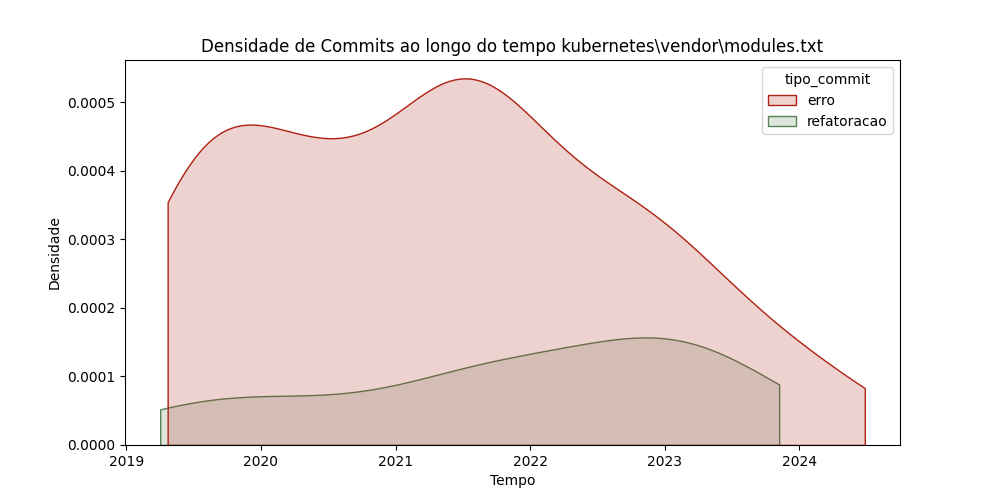 Densidade de Commits ao longo do tempo kubernetes\vendor\modules.txt
tipo_commit
erro
refatoracao
Densidade
0.0005
0.0004
0.0003
0.0002
0.0001
0.0000
2019 2020 2021 2022 2023 2024
Tempo